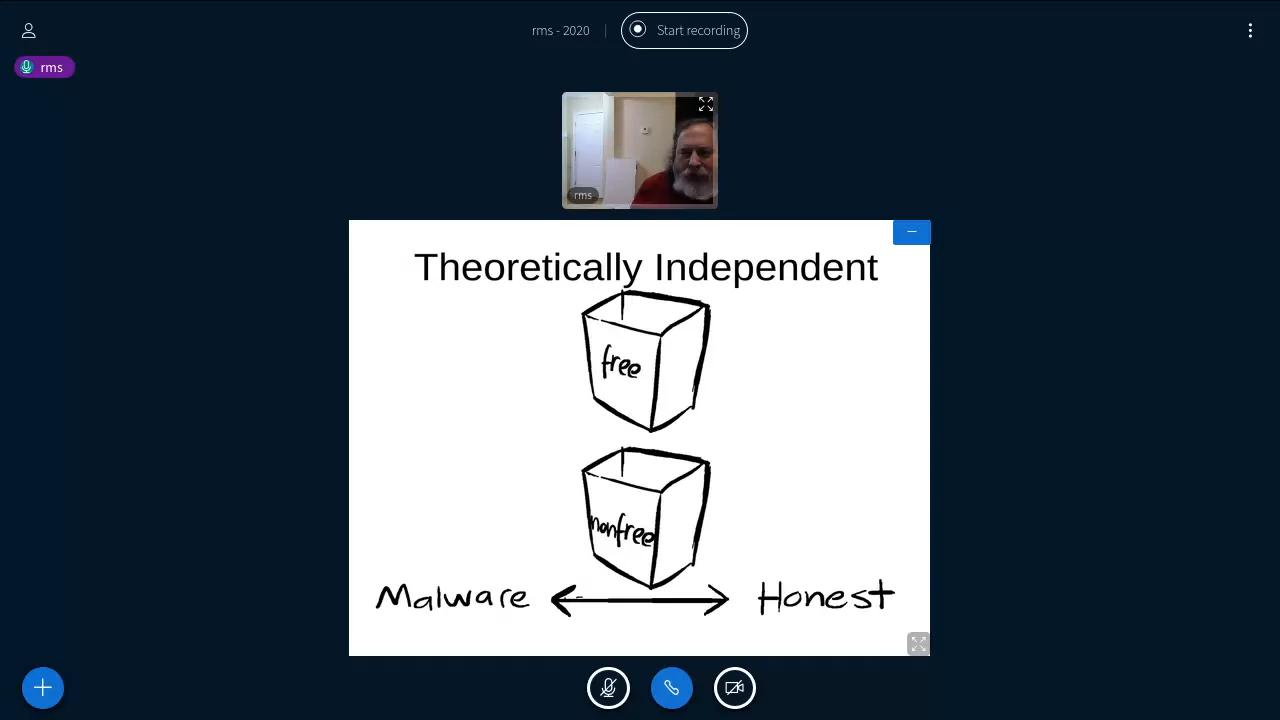 rms - 2020
Start recording
rms
rms
Theoretically Independent
free
nonfree
Malware
Honest